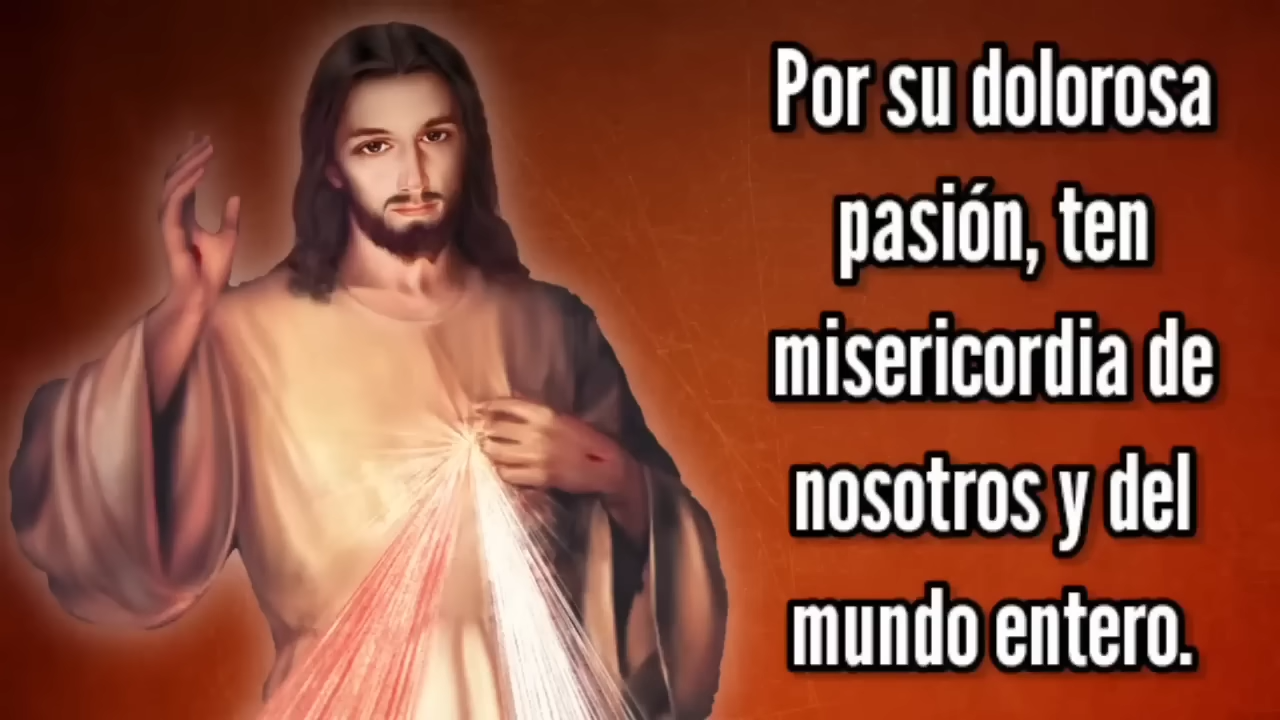 Por su dolorosa
pasión, ten
misericordia de
nosotros y del
mundo entero.